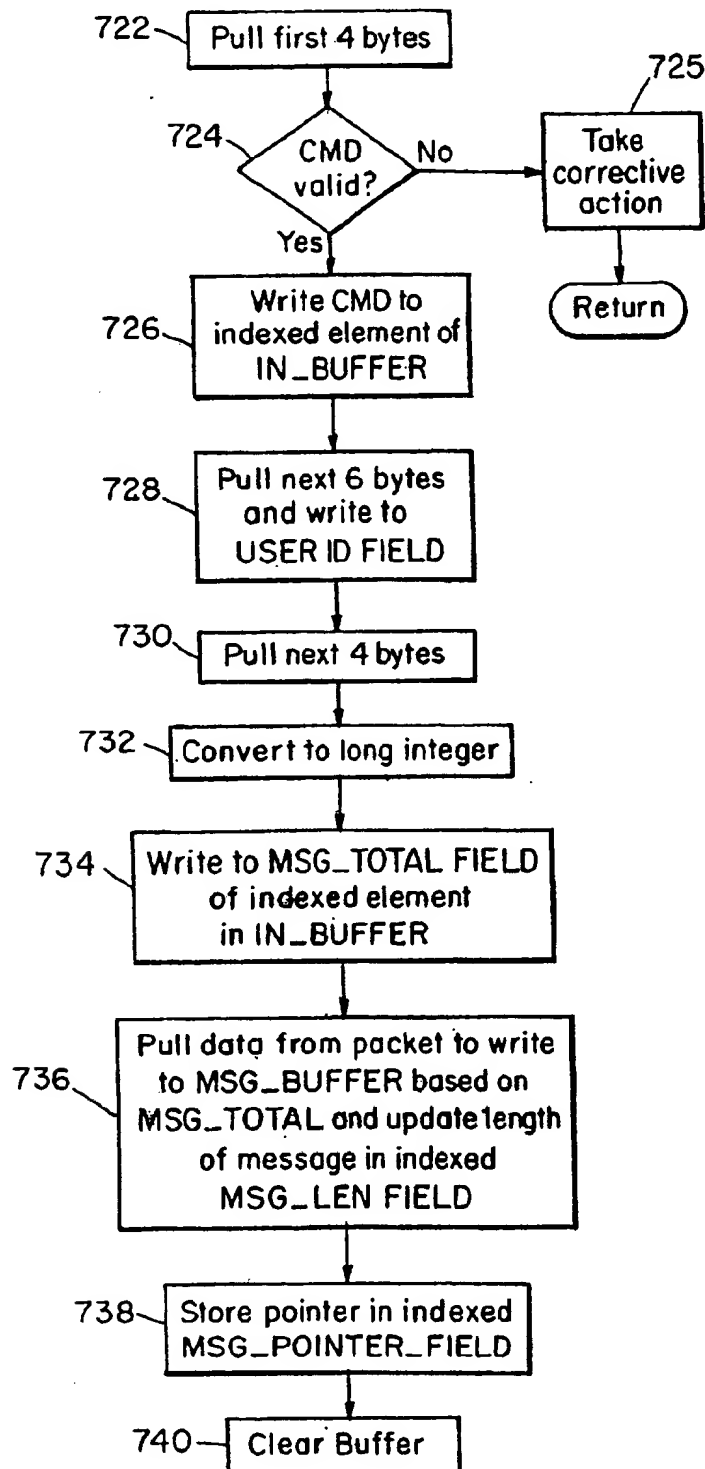 722
Pull first 4 bytes
725
724
CMD
valid?
No
Take
corrective
action
Yes
Return
726
Write CMD to
indexed element of
IN_BUFFER
728
Pull next 6 bytes
and write to
USER ID FIELD
730
Pull next 4 bytes
732
Convert to long integer
734
Write to MSG_TOTAL FIELD
of indexed element
in IN_BUFFER
736
Pull data from packet to write
to MSG_BUFFER based on
MSG_TOTAL and update length
of message in indexed
MSG_LEN FIELD
738
Store pointer in indexed
MSG_POINTER_FIELD
740
Clear Buffer